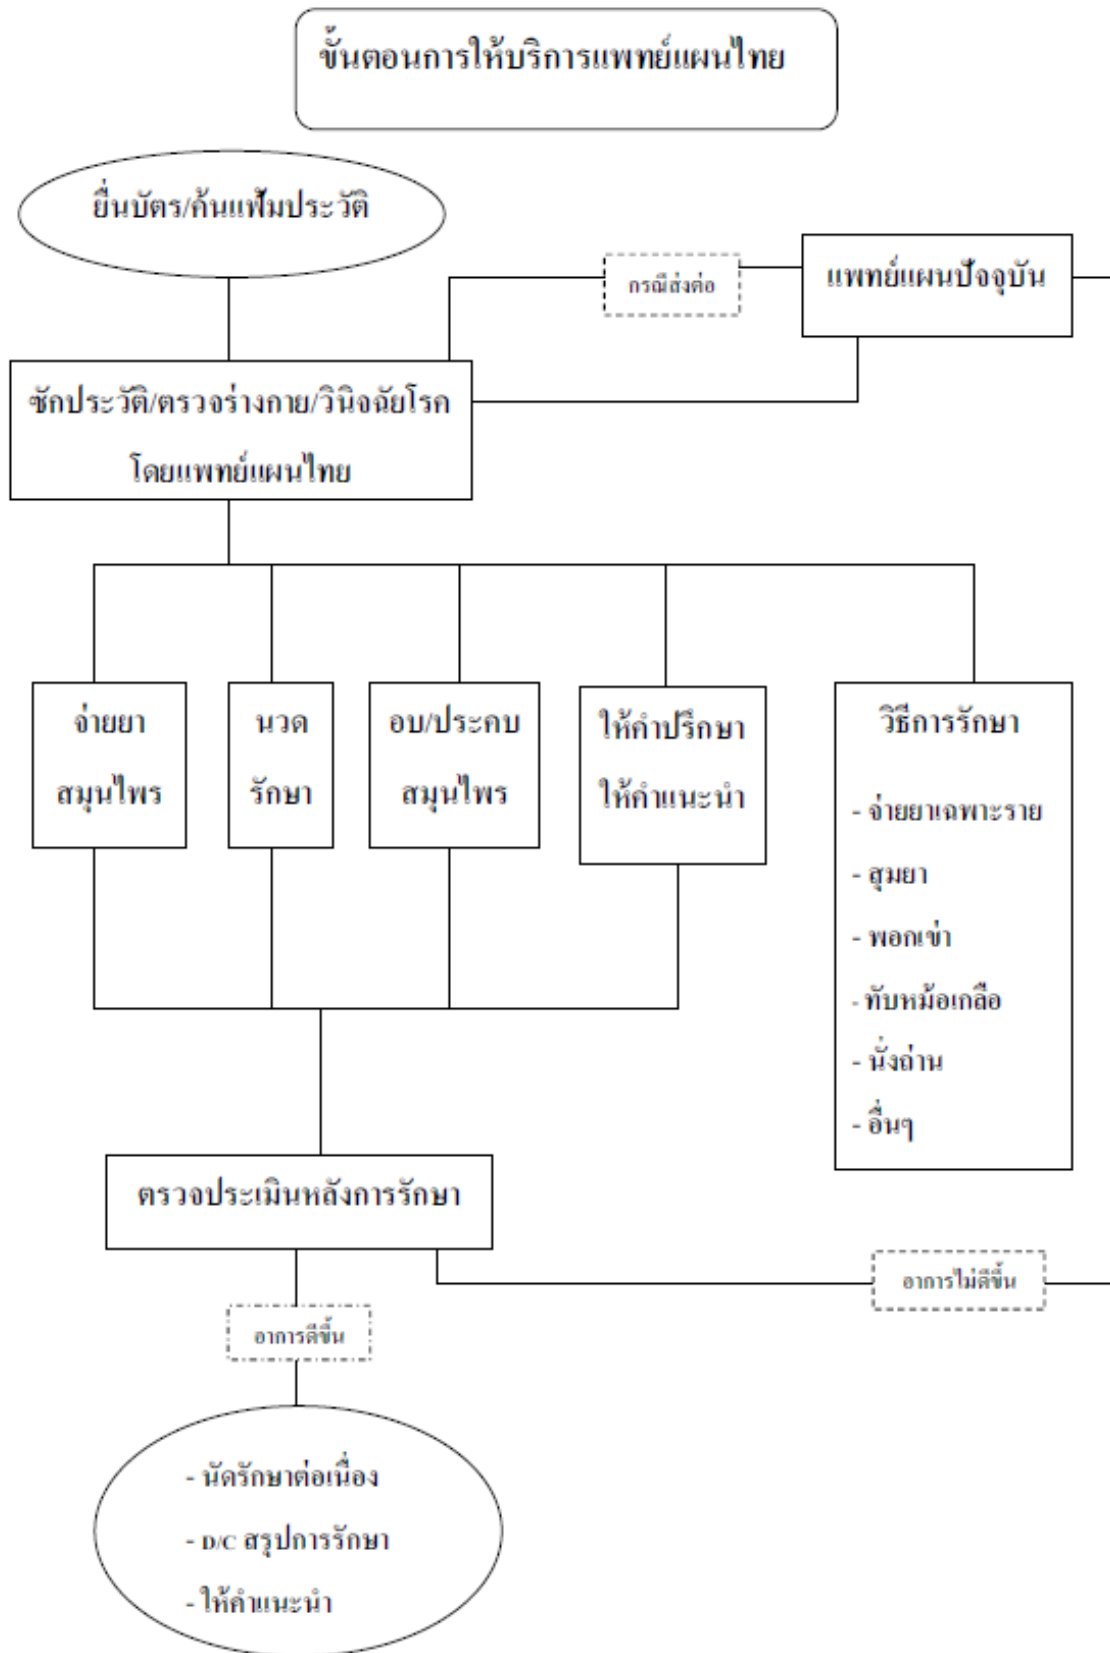 ขั้นตอนการให้บริการแพทย์แผนไทย
ยื่นบัตร/ค้นแฟ้มประวัติ
กรณีส่งต่อ
แพทย์แผนปัจจุบัน
ซักประวัติ/ตรวจร่างกาย/วินิจฉัยโรค
โดยแพทย์แผนไทย
จ่ายยา
สมุนไพร
นวด
รักษา
อบ/ประคบ
สมุนไพร
ให้คำปรึกษา
ให้คำแนะนำ
วิธีการรักษา
- จ่ายยาเฉพาะราย
- สุมยา
- พอกเข่า
- ทับหม้อเกลือ
- นั่งถ่าน
- อื่นๆ
ตรวจประเมินหลังการรักษา
อาการไม่ดีขึ้น
อาการดีขึ้น
- นัดรักษาต่อเนื่อง
- D/C สรุปการรักษา
- ให้คำแนะนำ